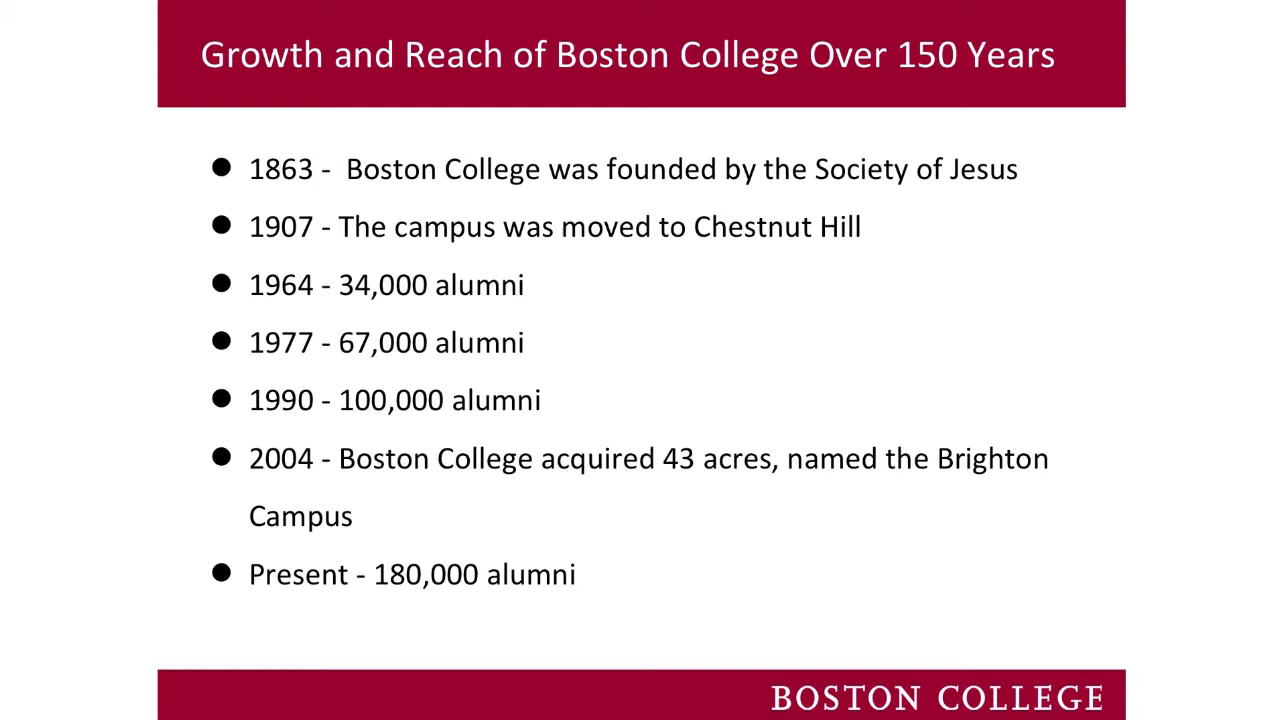 Growth and Reach of Boston College Over 150 Years
● 1863 - Boston College was founded by the Society of Jesus
● 1907 - The campus was moved to Chestnut Hill
● 1964 - 34,000 alumni
● 1977 - 67,000 alumni
● 1990 - 100,000 alumni
● 2004 - Boston College acquired 43 acres, named the Brighton
Campus
● Present - 180,000 alumni
BOSTON COLLEGE